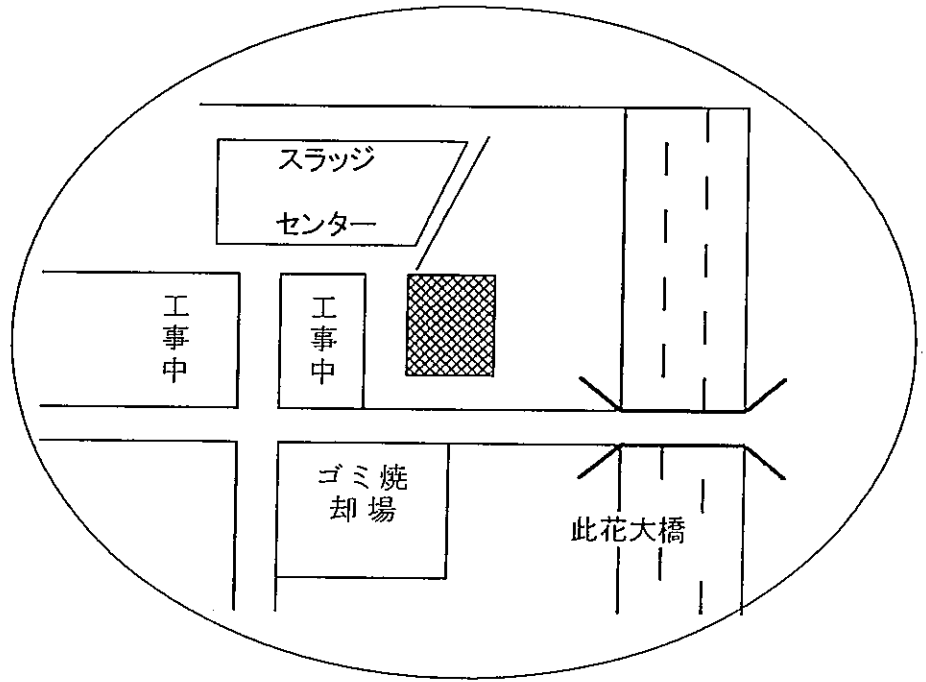 スラッジ
センター
工事中
工事中
ゴミ焼
却場
此花大橋